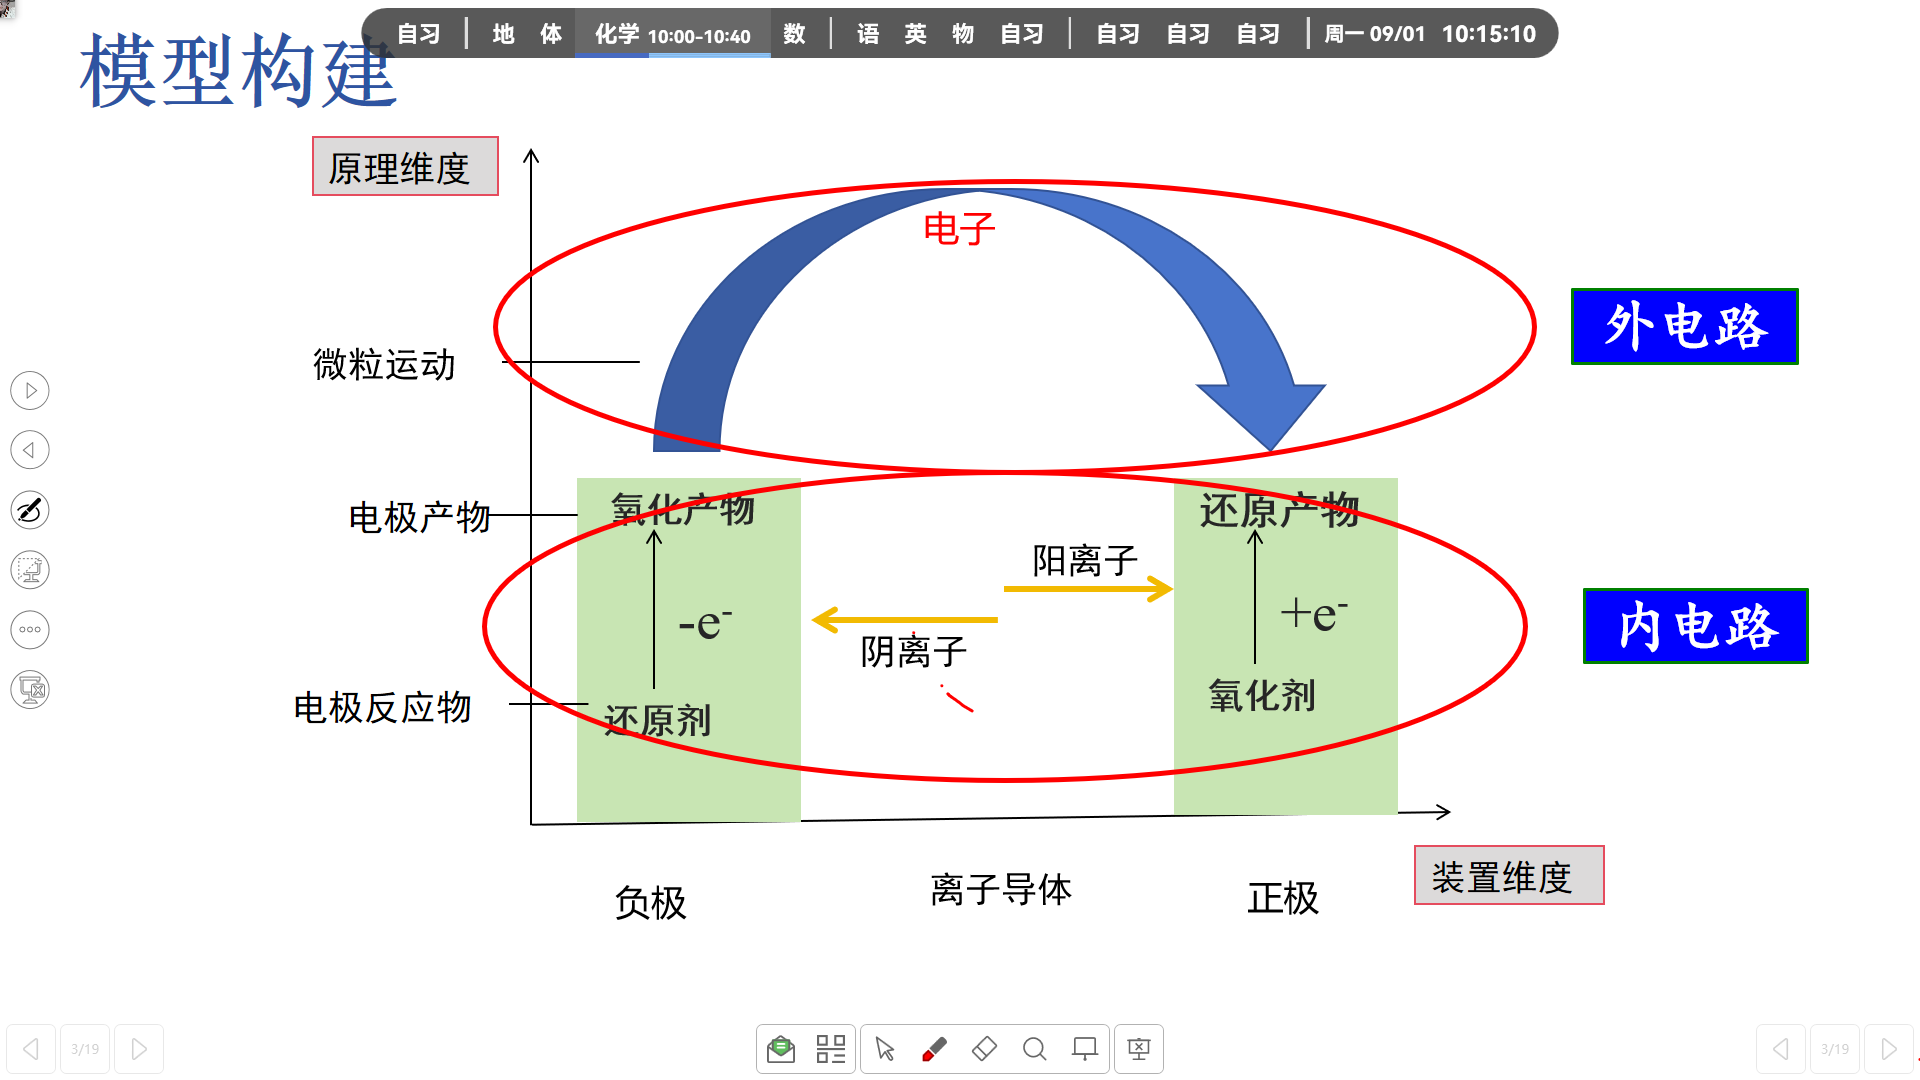 自习 | 地 体 化学 10:00-10:40 数 | 语 英 物 自习 | 自习 自习 自习 | 周一 09/01 10:15:10
模型构建
原理维度
电子
外电路
微粒运动
电极产物
氧化产物
还原产物
阳离子
-e⁻
+e⁻
阴离子
内电路
电极反应物
还原剂
氧化剂
负极
离子导体
正极
装置维度
3/19
3/19